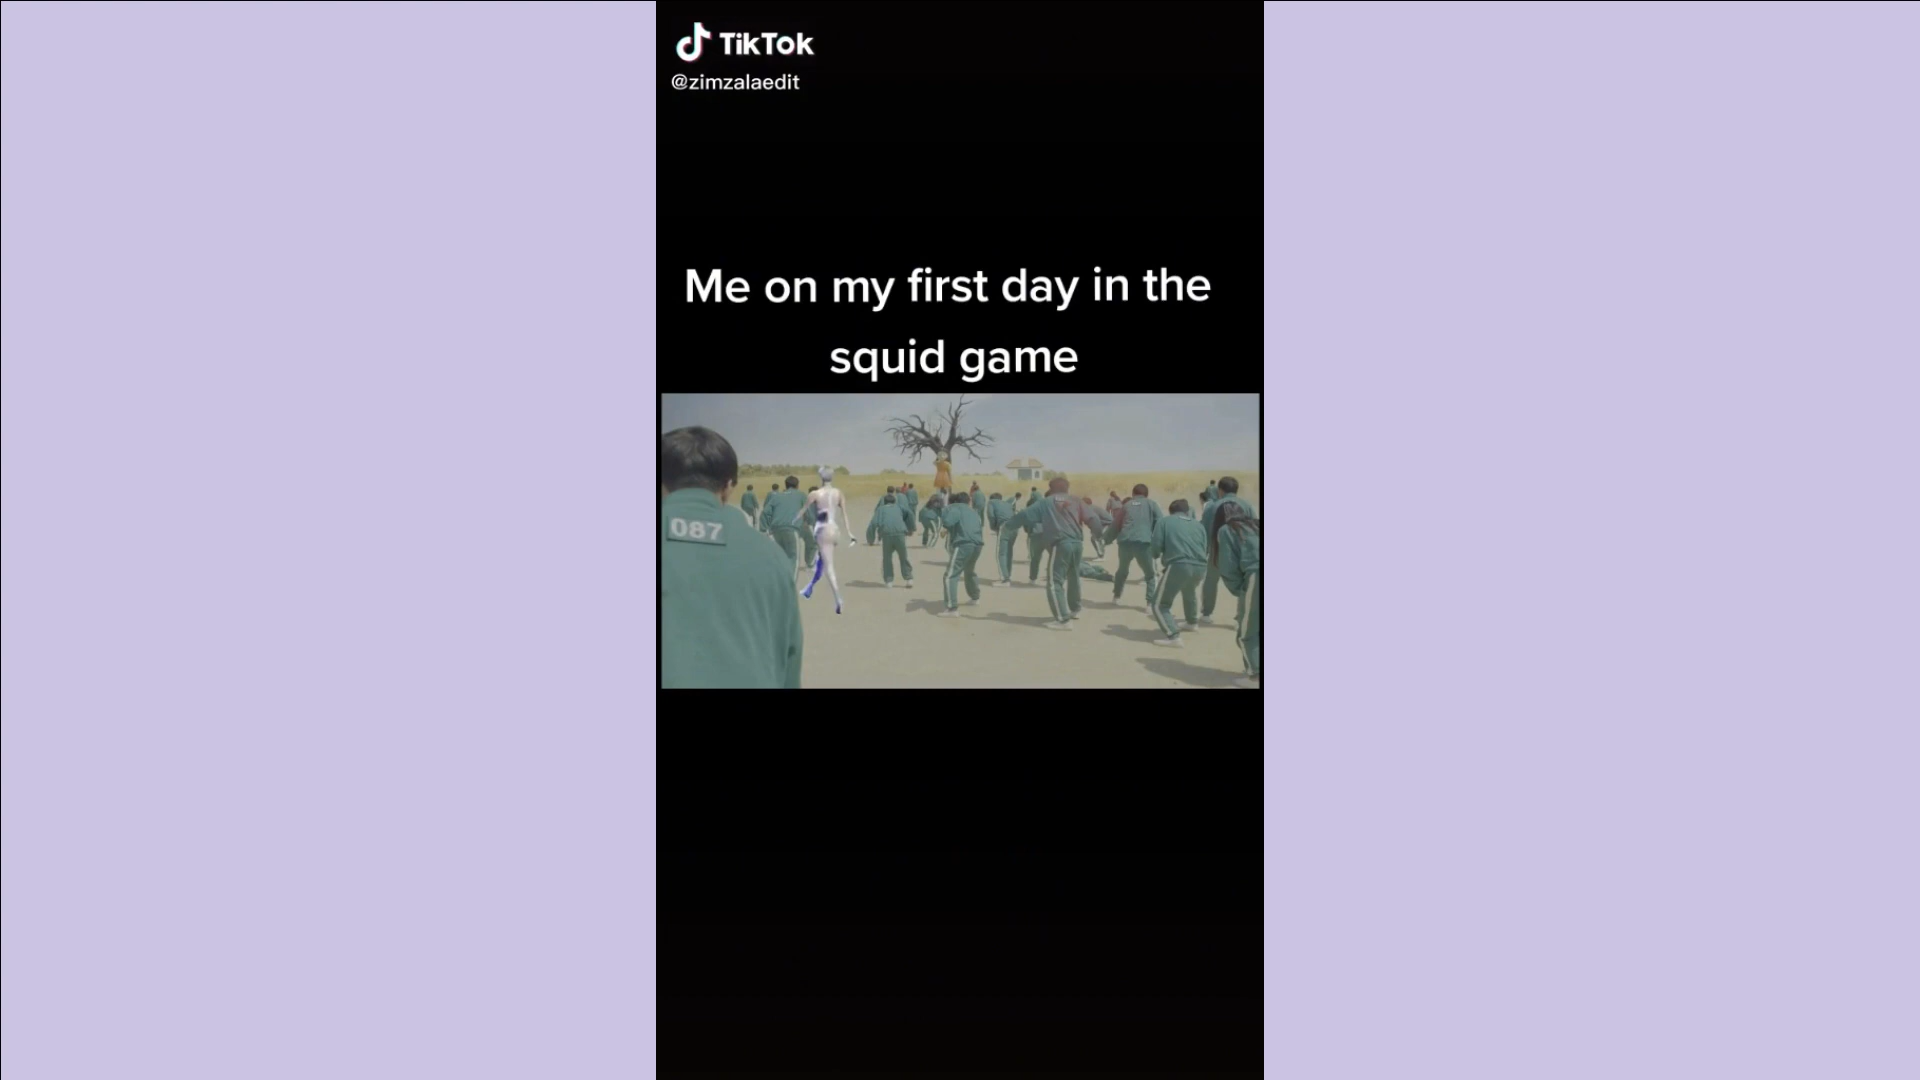 TikTok
@zimzalaedit
Me on my first day in the
squid game
087